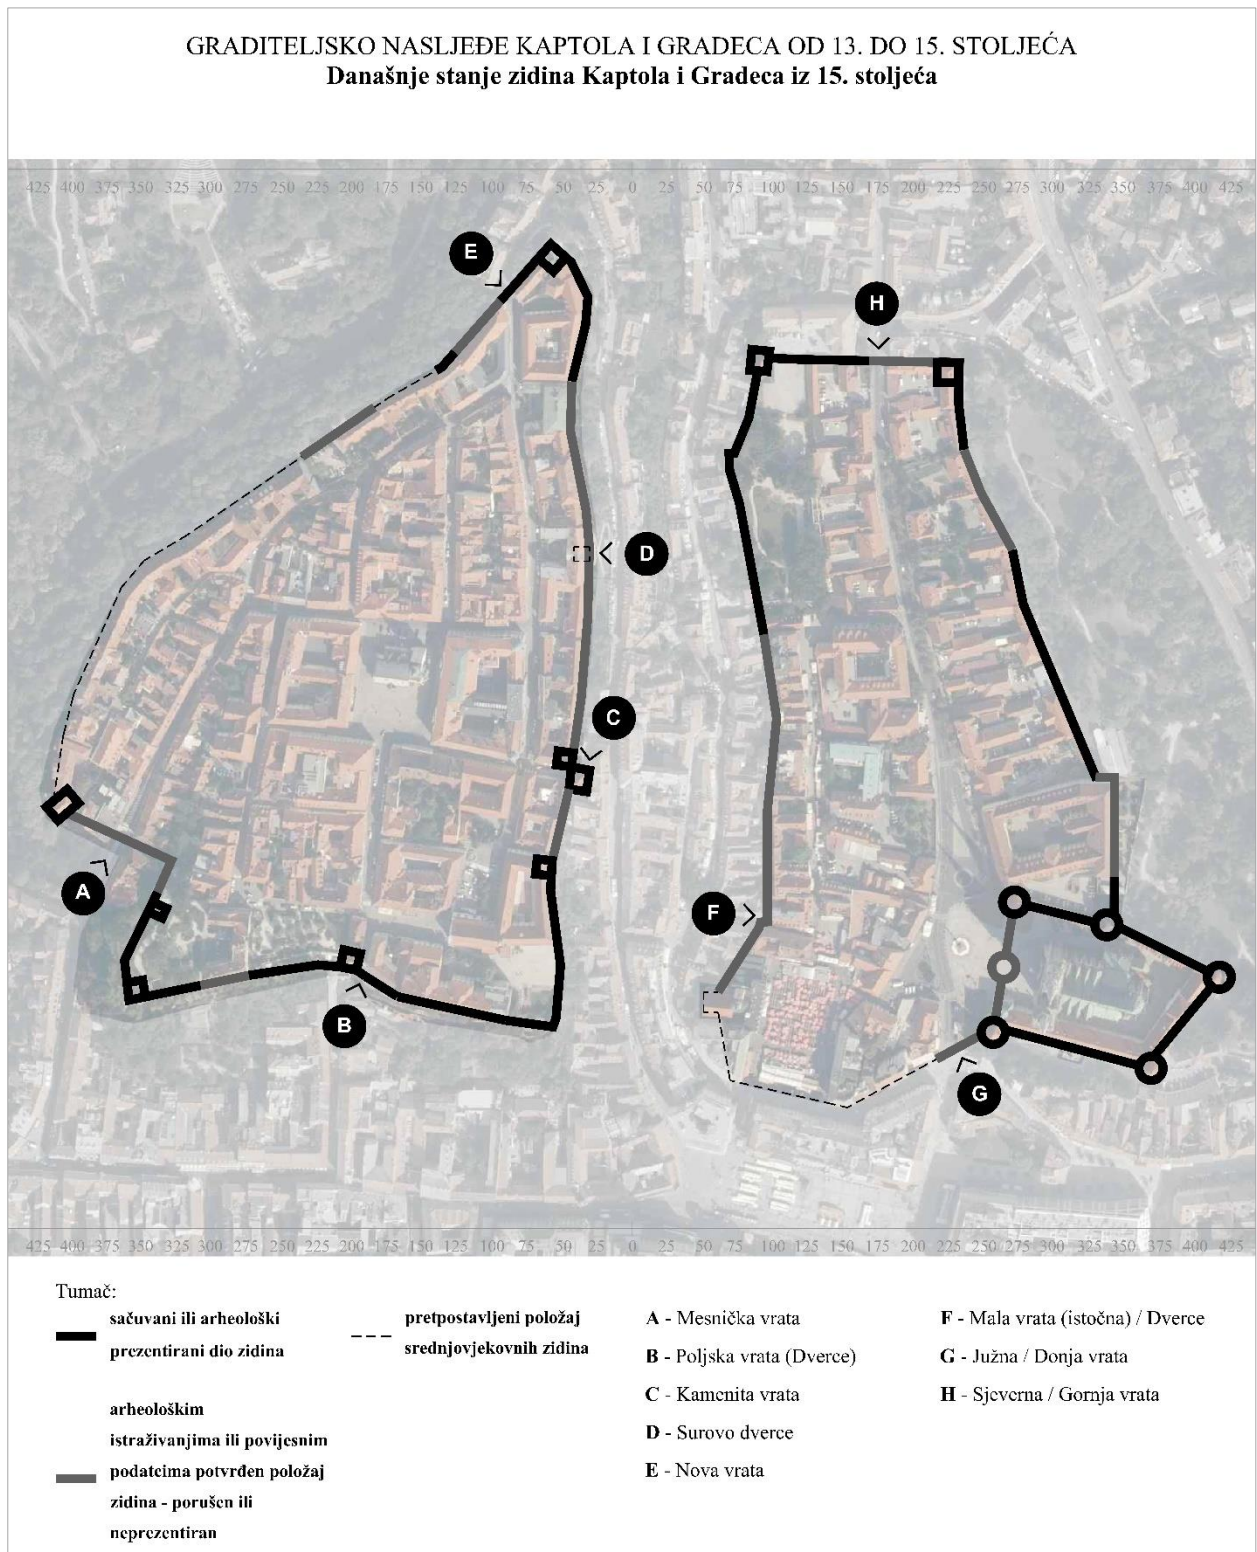 GRADITELJSKO NASLJEĐE KAPTOLA I GRADECA OD 13. DO 15. STOLJEĆA
Današnje stanje zidina Kaptola i Gradeca iz 15. stoljeća
425 400 375 350 325 300 275 250 225 200 175 150 125 100 75 50 25 0 25 50 75 100 125 150 175 200 225 250 275 300 325 350 375 400 425
E
H
D
C
A
F
B
G
425 400 375 350 325 300 275 250 225 200 175 150 125 100 75 50 25 0 25 50 75 100 125 150 175 200 225 250 275 300 325 350 375 400 425
Tumač:
sačuvani ili arheološki
prezentirani dio zidina
arheološkim
istraživanjima ili povijesnim
podatcima potvrđen položaj
zidina - porušen ili
neprezentiran
pretpostavljeni položaj
srednjovjekovnih zidina
A - Mesnička vrata
B - Poljska vrata (Dverce)
C - Kamenita vrata
D - Surovo dverce
E - Nova vrata
F - Mala vrata (istočna) / Dverce
G - Južna / Donja vrata
H - Sjeverna / Gornja vrata